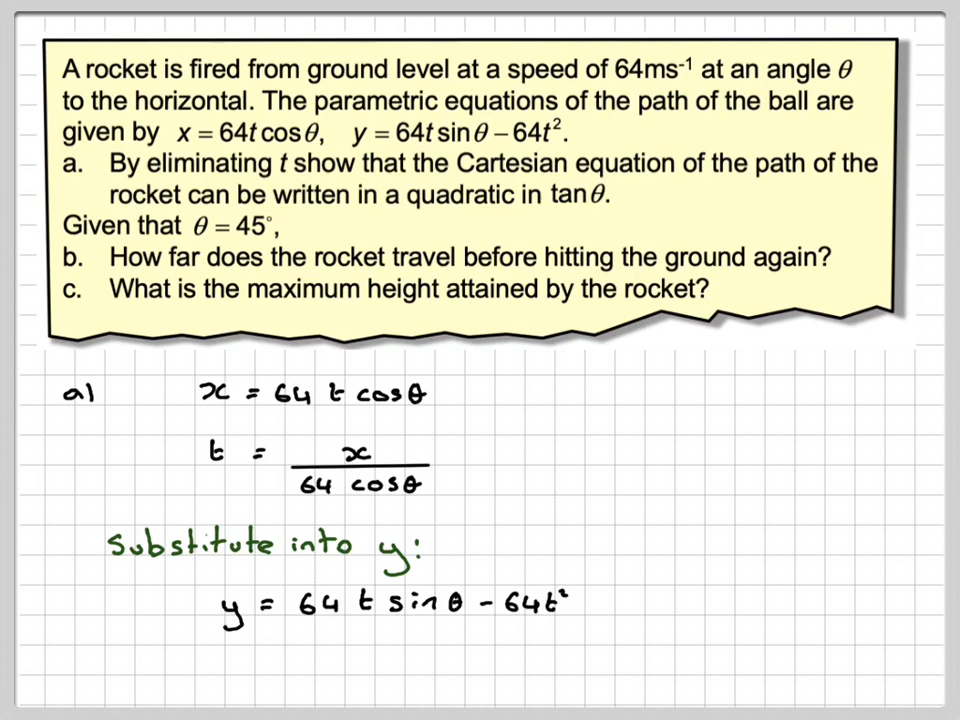 A rocket is fired from ground level at a speed of 64ms⁻¹ at an angle θ
to the horizontal. The parametric equations of the path of the ball are
given by x = 64t cosθ, y = 64t sinθ – 64t².
a. By eliminating t show that the Cartesian equation of the path of the
rocket can be written in a quadratic in tanθ.
Given that θ = 45°,
b. How far does the rocket travel before hitting the ground again?
c. What is the maximum height attained by the rocket?
a) x = 64 t cosθ
t = x
64 cosθ
Substitute into y:
y = 64 t sin θ - 64t²